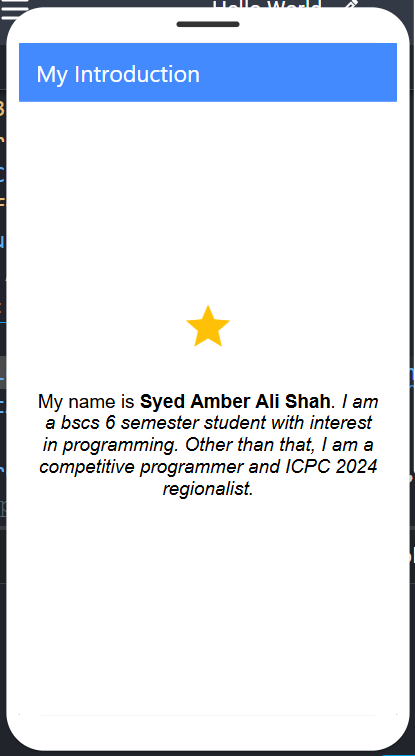 Hello World
My Introduction
My name is Syed Amber Ali Shah. I am
a bscs 6 semester student with interest
in programming. Other than that, I am a
competitive programmer and ICPC 2024
regionalist.